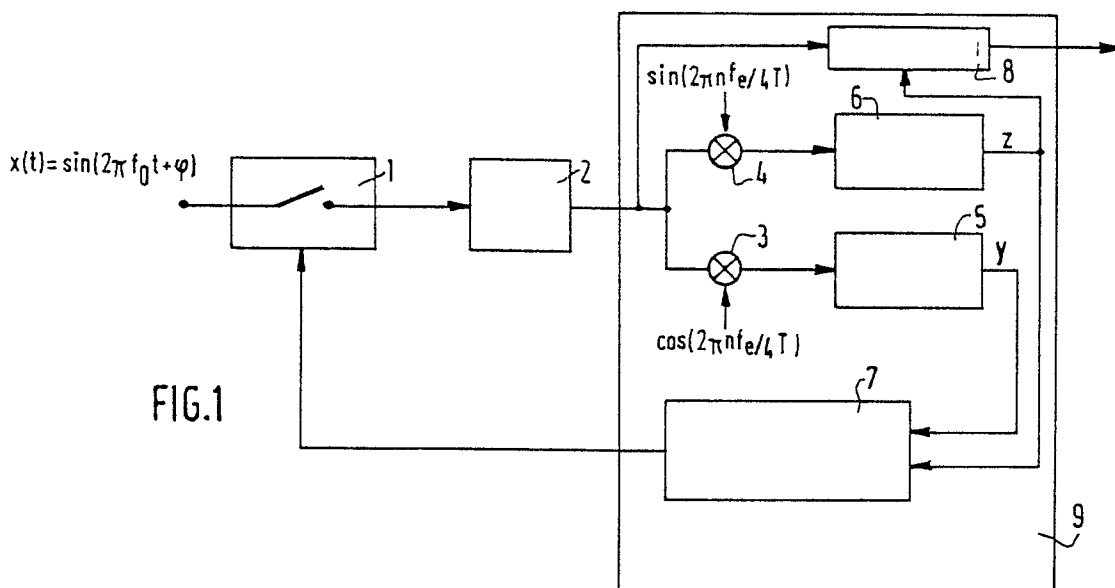 8
sin(2πnfe/4T)
6
z
x(t)=sin(2πf0t+φ)
1
2
4
3
5
y
cos(2πnfe/4T)
7
FIG.1
9